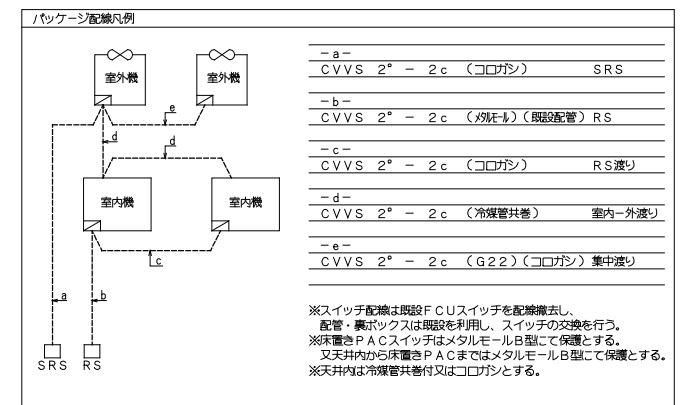 パッケージ配線凡例
室外機
室外機
e
d
d
室内機
室内機
c
a
b
SRS
RS
－a－
CVVS 2° － 2c （コロガシ） SRS
－b－
CVVS 2° － 2c （メタルモール）（既設配管） RS
－c－
CVVS 2° － 2c （コロガシ） RS渡り
－d－
CVVS 2° － 2c （冷媒管共巻） 室内－外渡り
－e－
CVVS 2° － 2c （G22）（コロガシ） 集中渡り
※スイッチ配線は既設FCUスイッチを配線撤去し、
配管・裏ボックスは既設を利用し、スイッチの交換を行う。
※床置きPACスイッチはメタルモールB型にて保護とする。
又天井内から床置きPACまではメタルモールB型にて保護とする。
※天井内は冷媒管共巻付又はコロガシとする。